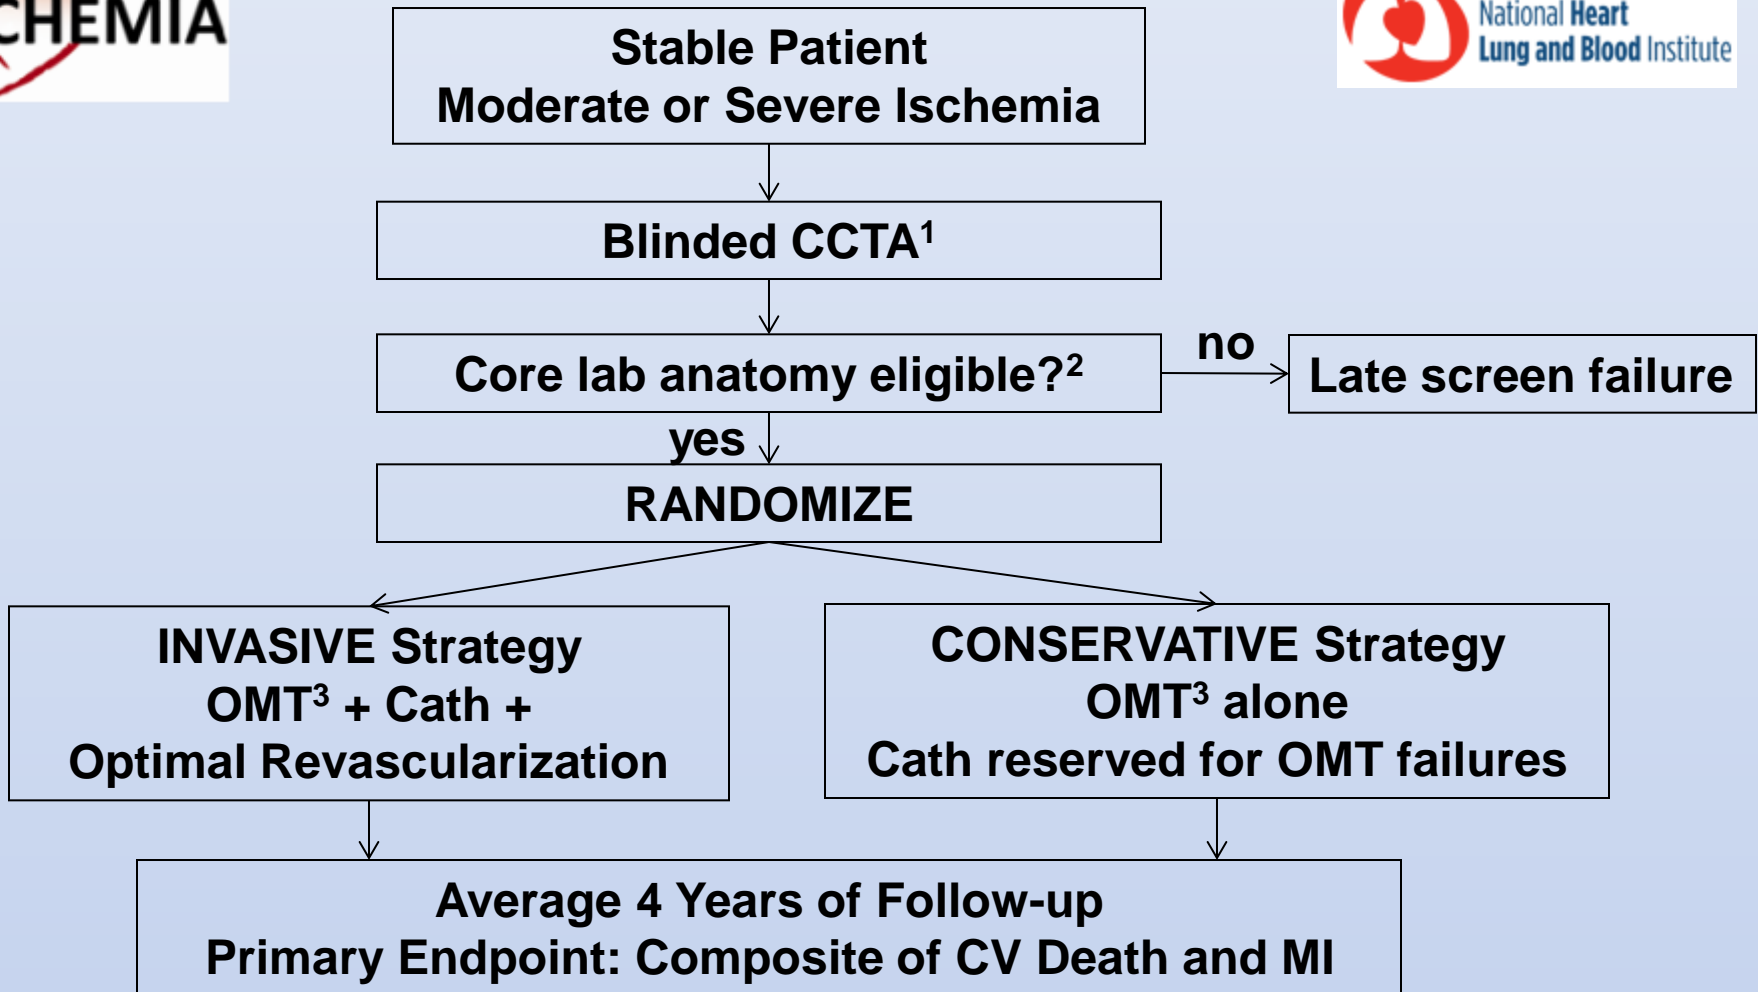 CHEMIA
National Heart
Lung and Blood Institute
Stable Patient
Moderate or Severe Ischemia
Blinded CCTA¹
Core lab anatomy eligible?²
no
Late screen failure
yes
RANDOMIZE
INVASIVE Strategy
OMT³ + Cath +
Optimal Revascularization
CONSERVATIVE Strategy
OMT³ alone
Cath reserved for OMT failures
Average 4 Years of Follow-up
Primary Endpoint: Composite of CV Death and MI